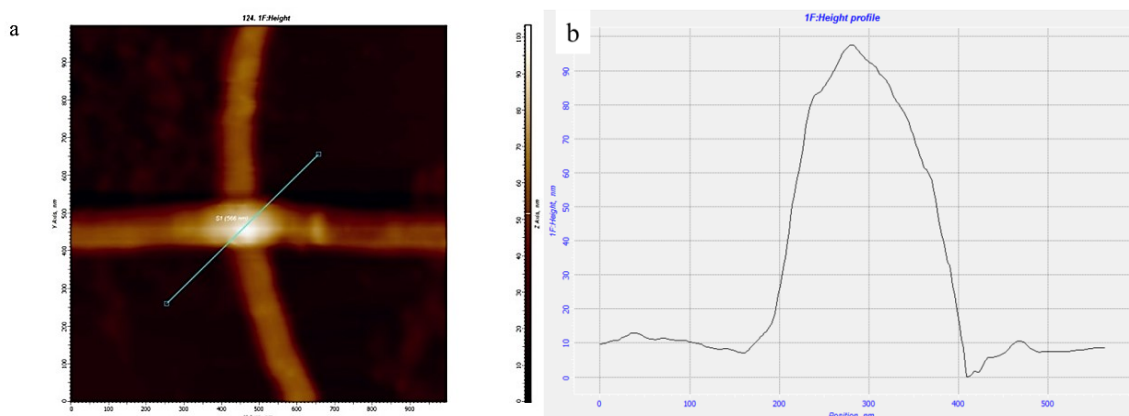 a
124. 1F:Height
Y Axis, nm
0 100 200 300 400 500 600 700 800 900
0 100 200 300 400 500 600 700 800 900
Z Axis, nm
0 10 20 30 40 50 60 70 80 90 100
b
1F:Height profile
1F:Height, nm
0 10 20 30 40 50 60 70 80 90
0 100 200 300 400 500
Position, nm